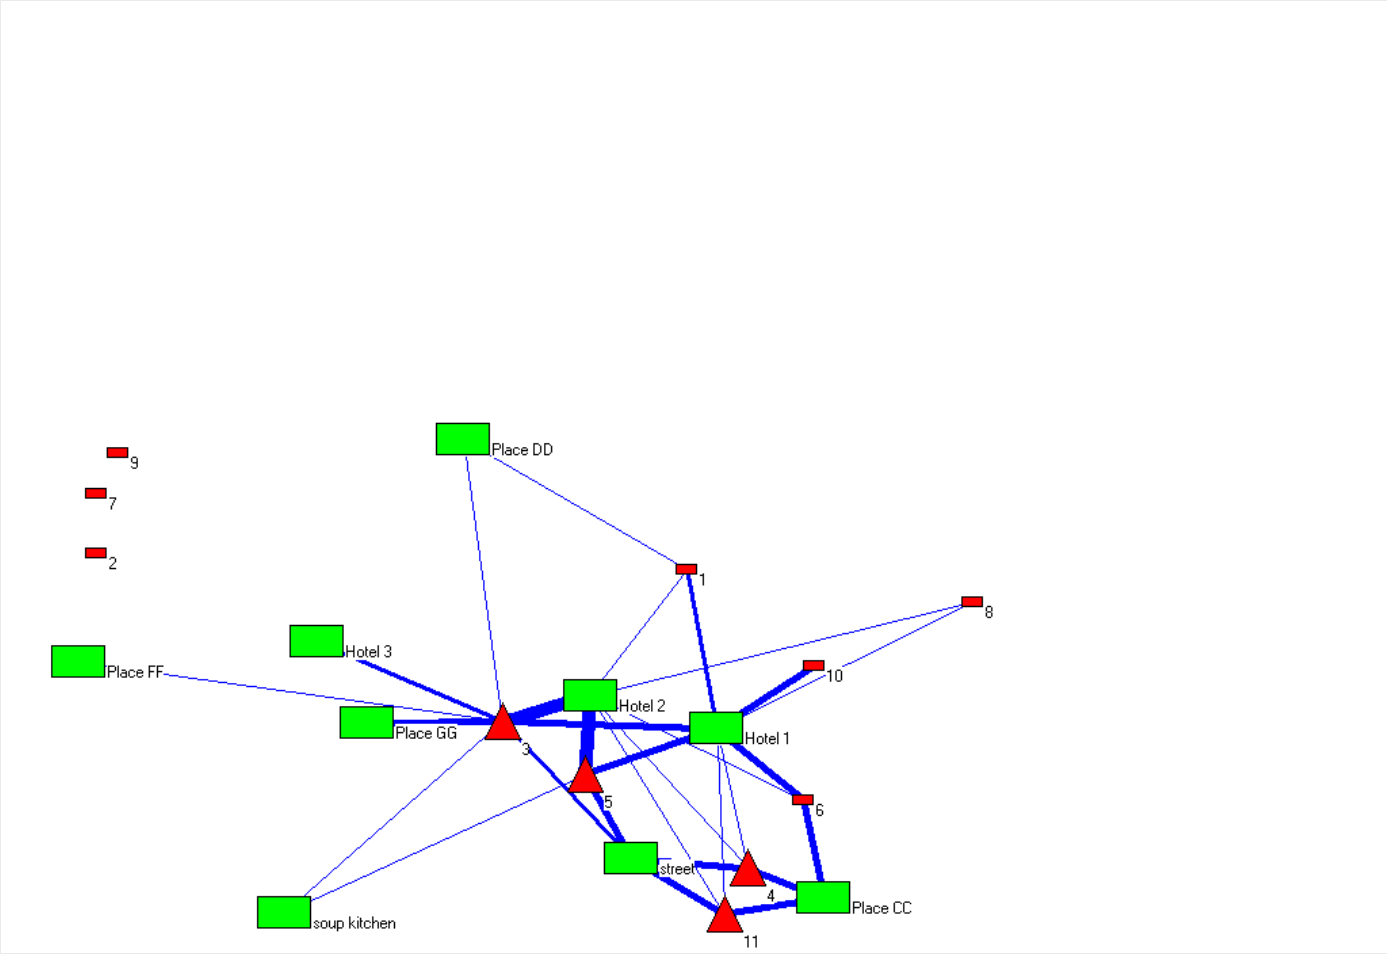 Place DD
9
7
2
1
8
Hotel 3
Place FF
10
Hotel 2
Place GG
Hotel 1
3
5
6
street
4
Place CC
soup kitchen
11